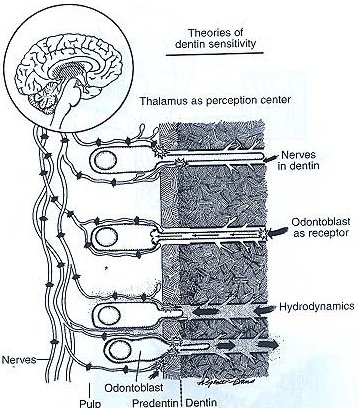 Theories of
dentin sensitivity
Thalamus as perception center
Nerves
in dentin
Odontoblast
as receptor
Hydrodynamics
Nerves
Odontoblast
Pulp
Predentin
Dentin